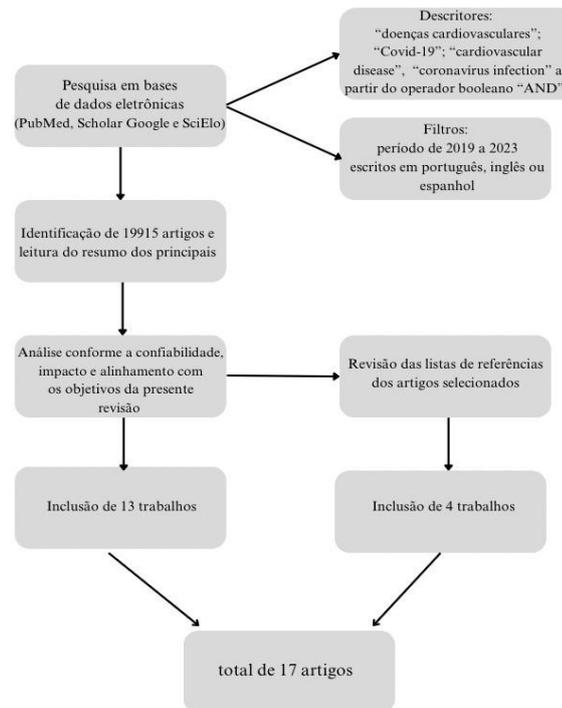 Descritores:
“doenças cardiovasculares”;
“Covid-19”; “cardiovascular
disease”, “coronavirus infection” a
partir do operador booleano “AND”
Pesquisa em bases
de dados eletrônicas
(PubMed, Scholar Google e SciElo)
Filtros:
período de 2019 a 2023
escritos em português, inglês ou
espanhol
Identificação de 19915 artigos e
leitura do resumo dos principais
Análise conforme a confiabilidade,
impacto e alinhamento com
os objetivos da presente
revisão
Revisão das listas de referências
dos artigos selecionados
Inclusão de 13 trabalhos
Inclusão de 4 trabalhos
total de 17 artigos